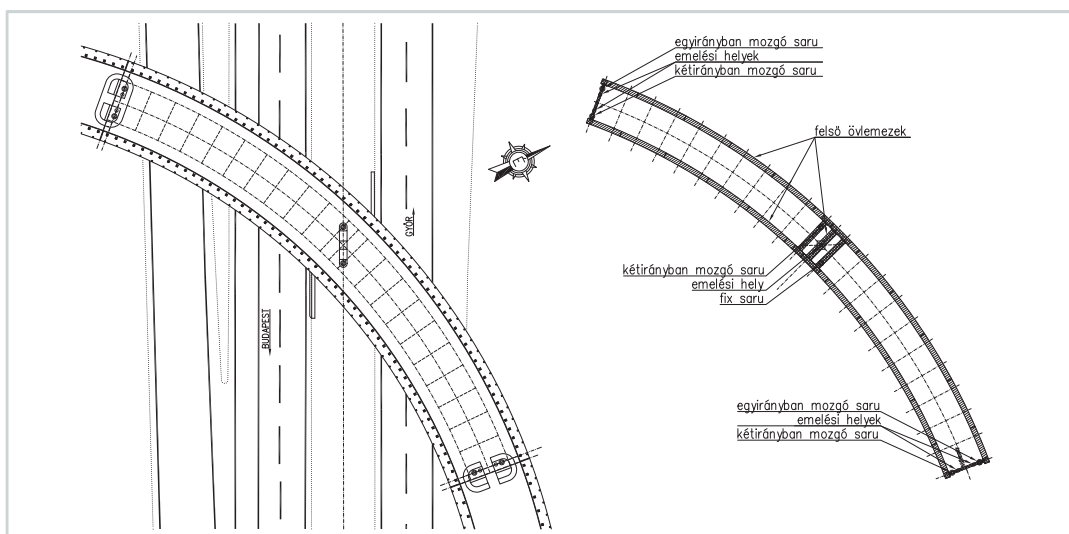 egyirányban mozgó saru
emelési helyek
kétirányban mozgó saru
felső övlemezek
GYŐR
BUDAPEST
kétirányban mozgó saru
emelési hely
fix saru
egyirányban mozgó saru
emelési helyek
kétirányban mozgó saru